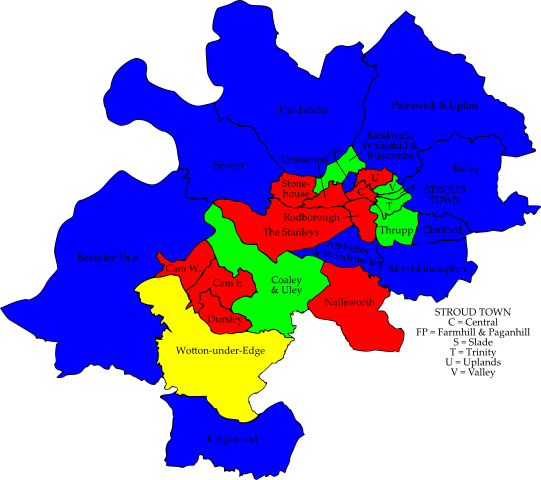 Hardwicke
Painswick & Upton
Randwick,
Whiteshill &
Ruscombe
FP
Cainscross
Severn
Bisley
U
Stone-
house
V
S
STROUD
TOWN
C
T
Rodborough
The Stanleys
Thrupp
Chalford
Amberley
& Woodchester
Berkeley Vale
Cam W.
Minchinhampton
Cam E.
Coaley
& Uley
Nailsworth
Dursley
STROUD TOWN
C = Central
FP = Farmhill & Paganhill
S = Slade
T = Trinity
U = Uplands
V = Valley
Wotton-under-Edge
Kingswood